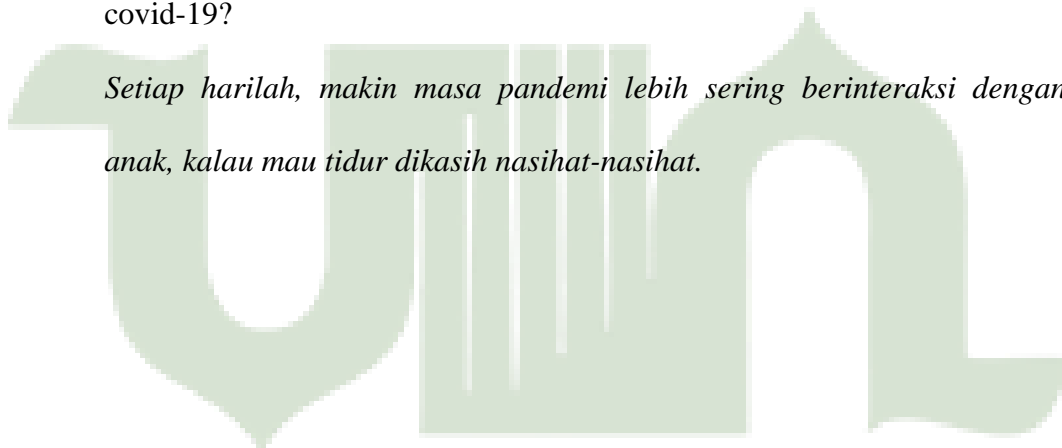 covid-19?
Setiap harilah, makin masa pandemi lebih sering berinteraksi dengan
anak, kalau mau tidur dikasih nasihat-nasihat.